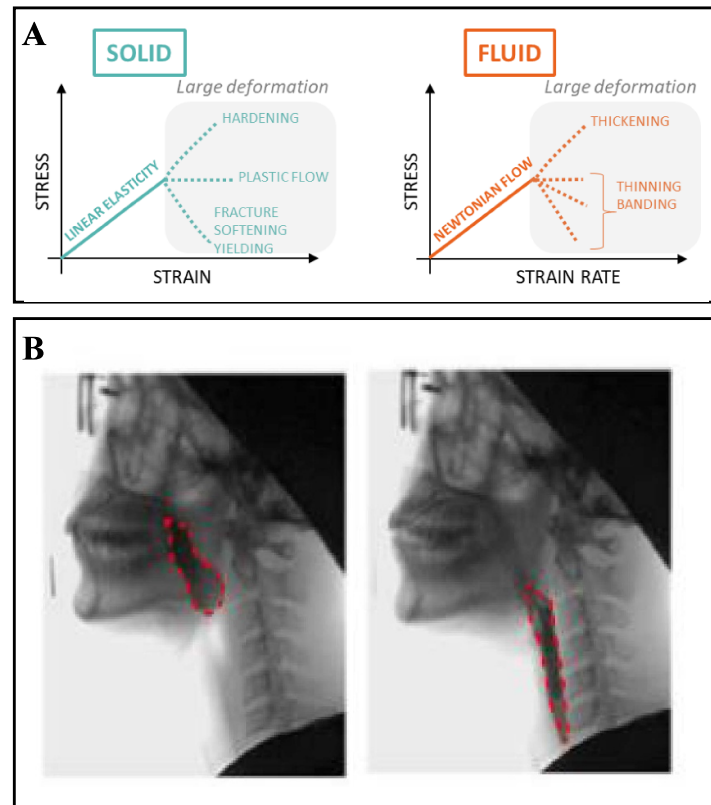 A
SOLID
FLUID
Large deformation
Large deformation
HARDENING
THICKENING
STRESS
LINEAR ELASTICITY
PLASTIC FLOW
STRESS
NEWTONIAN FLOW
THINNING
BANDING
FRACTURE
SOFTENING
YIELDING
STRAIN
STRAIN RATE
B